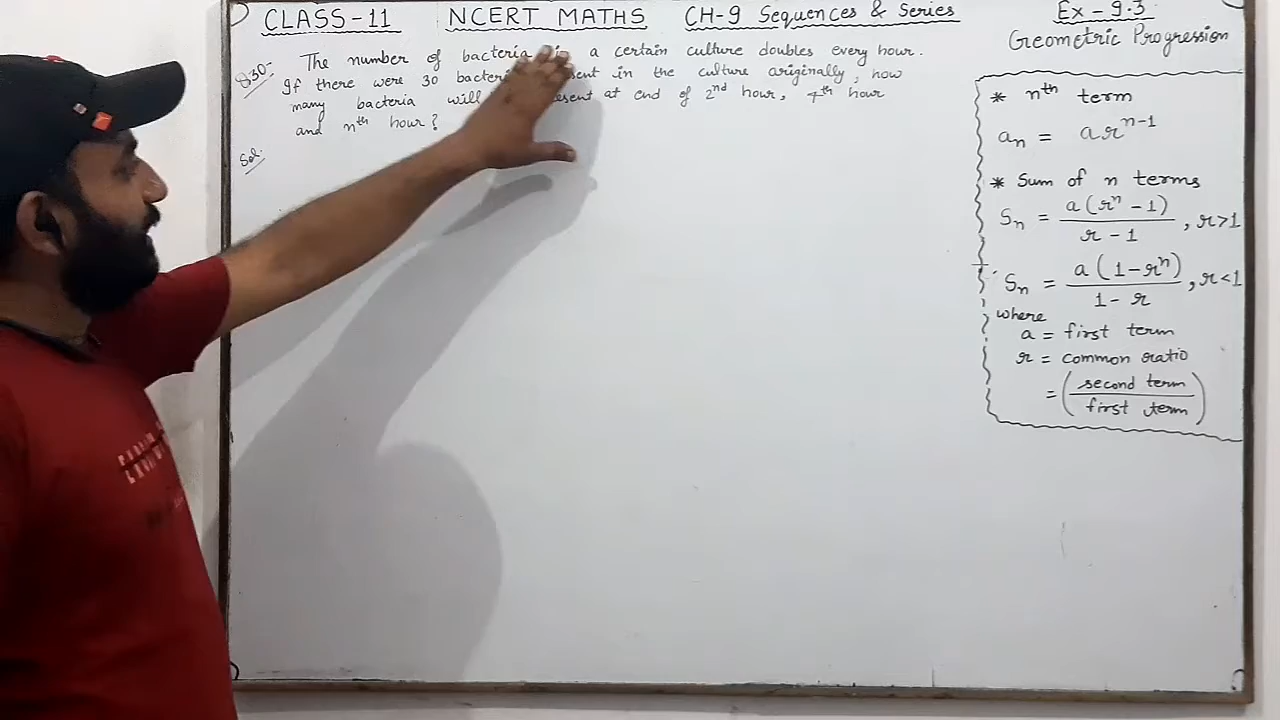 CLASS-11 NCERT MATHS CH-9 Sequences & Series
Ex - 9.3
Geometric Progression
Q.30- The number of bacteria in a certain culture doubles every hour.
If there were 30 in the culture originally, how
many bacteria will at end of 2nd hour, 4th hour
and nth hour?
Sol.
* nth term
an = ar^n-1
* Sum of n terms
Sn = a(r^n - 1) / r - 1 , r>1
Sn = a(1-r^n) / 1 - r , r<1
where
a = first term
r = common ratio
= (second term / first term)